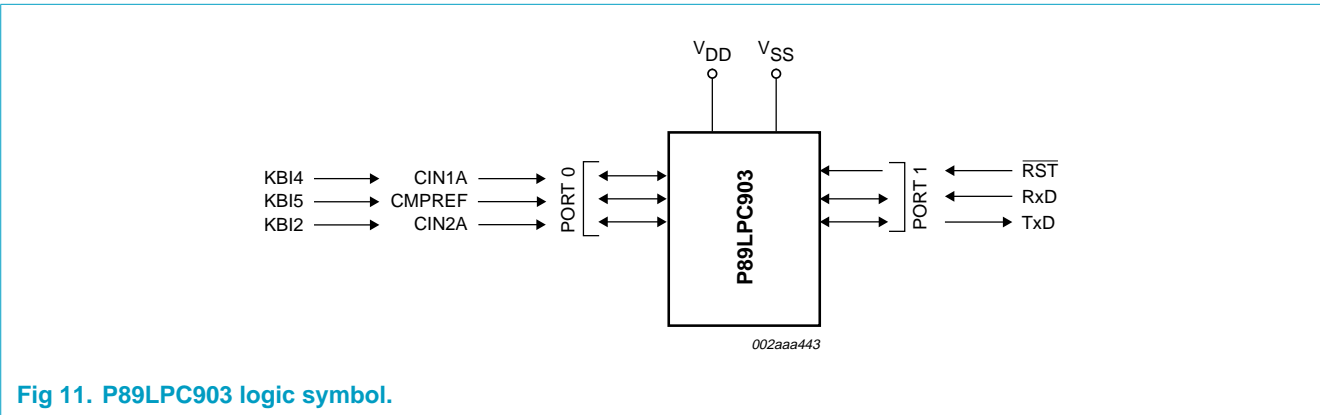 VDD VSS
KBI4 CIN1A
KBI5 CMPREF
KBI2 CIN2A
PORT 0
P89LPC903
PORT 1
RST
RxD
TxD
002aaa443
Fig 11. P89LPC903 logic symbol.